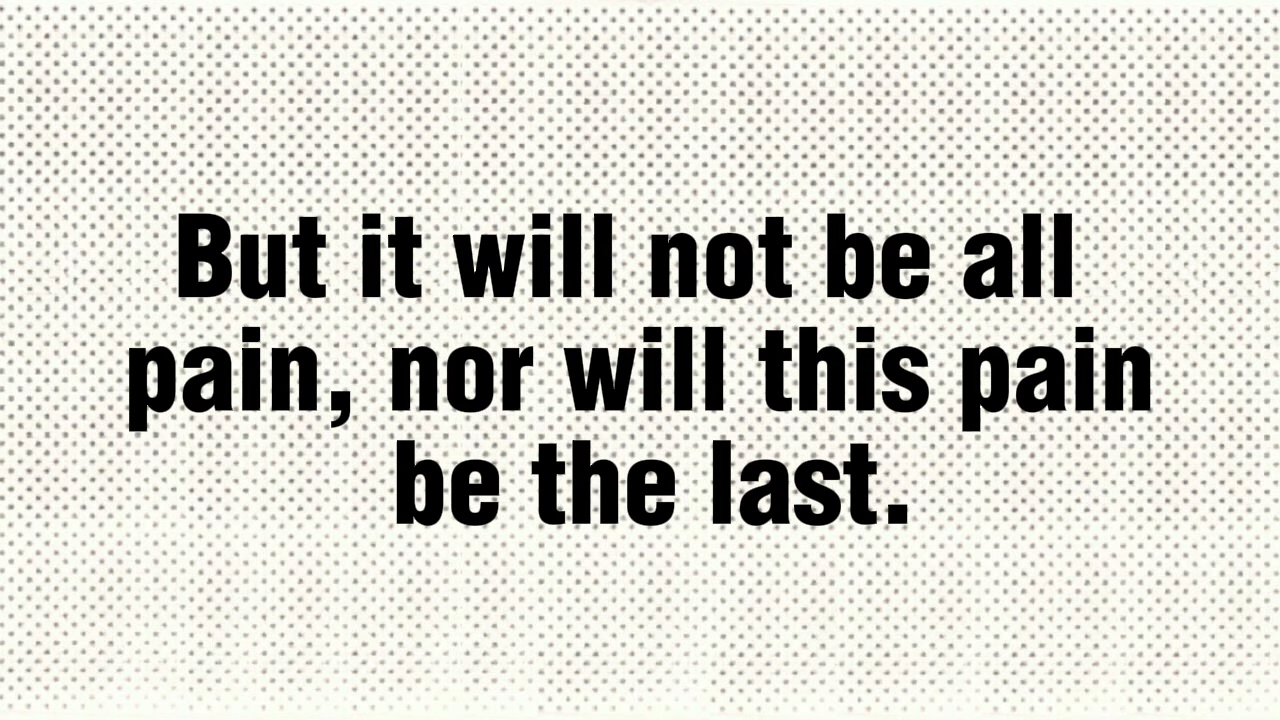 But it will not be all
pain, nor will this pain
be the last.